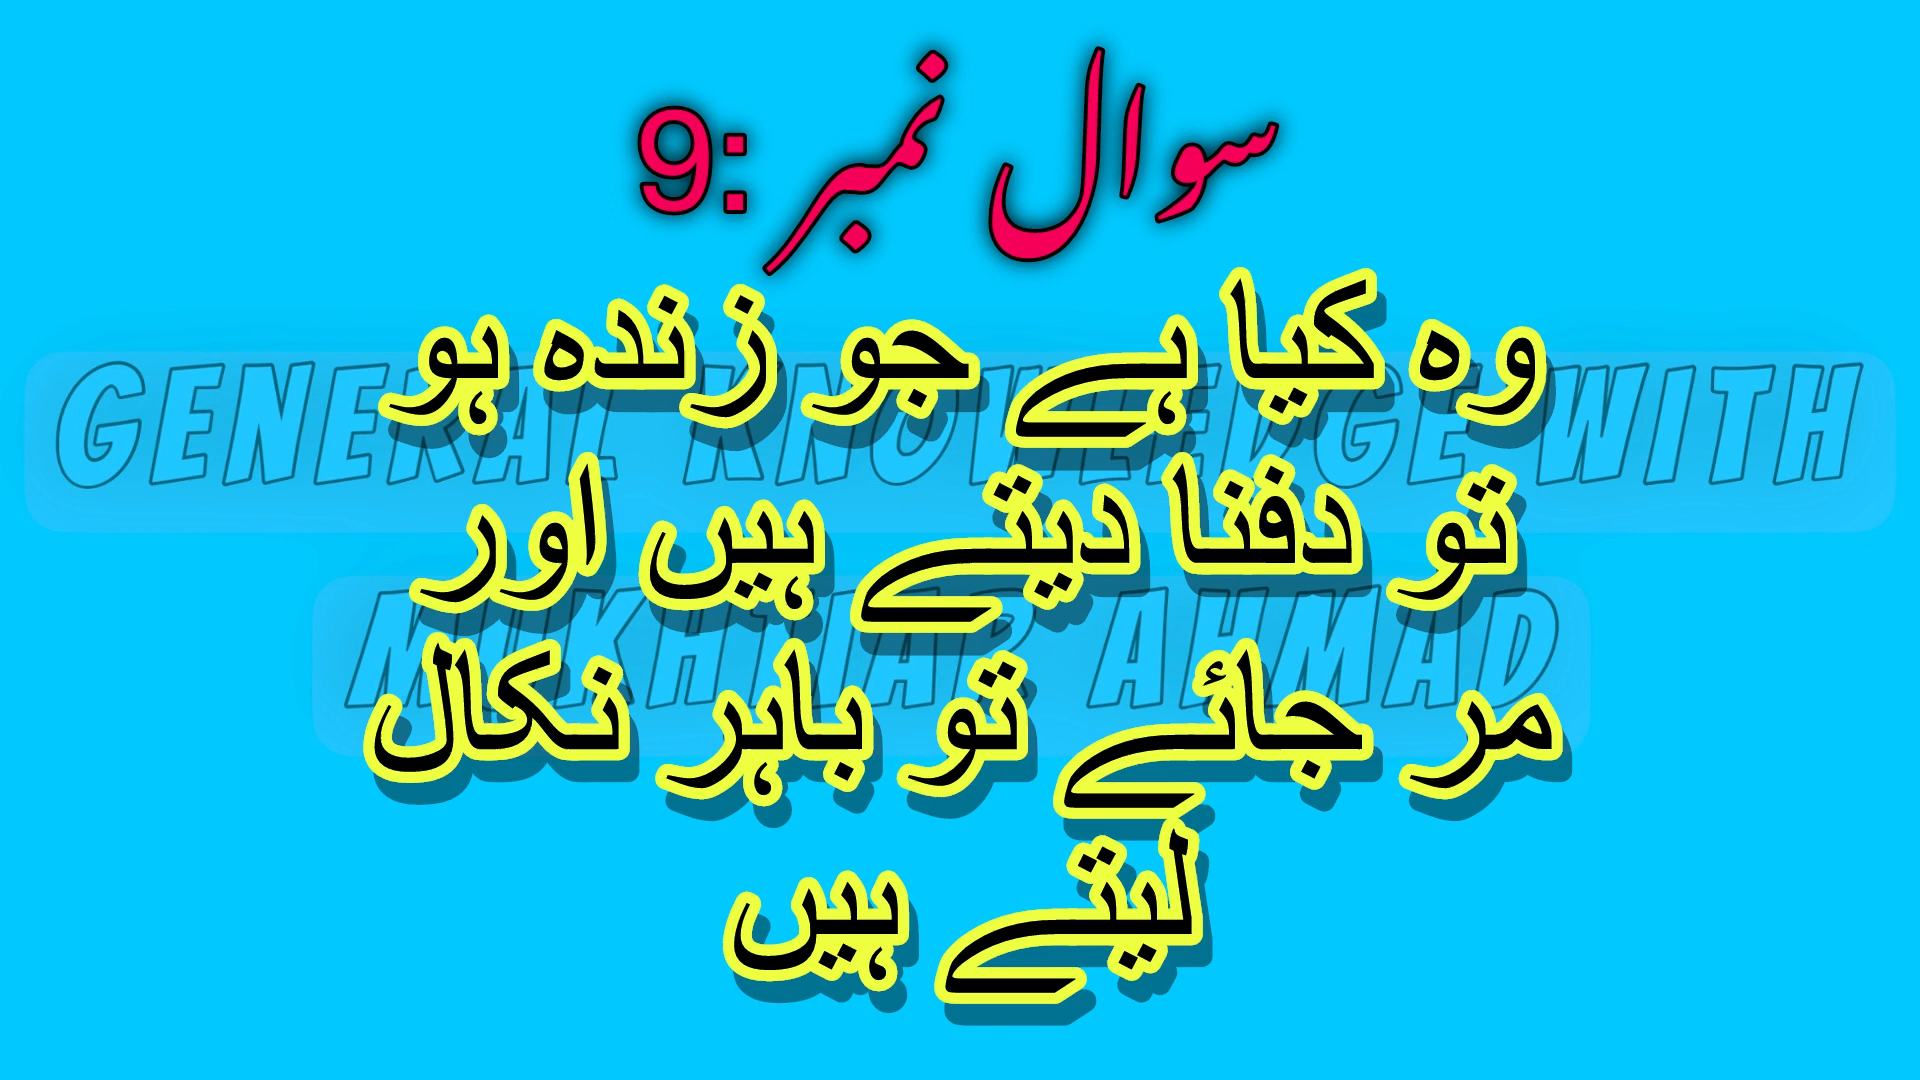 سوال نمبر :9
وہ کیا ہے جو زندہ ہو
GENERAL KNOWLEDGE WITH
تو دفنا دیتے ہیں اور
MUKHTIAR AHMAD
مر جائے تو باہر نکال
لیتے ہیں